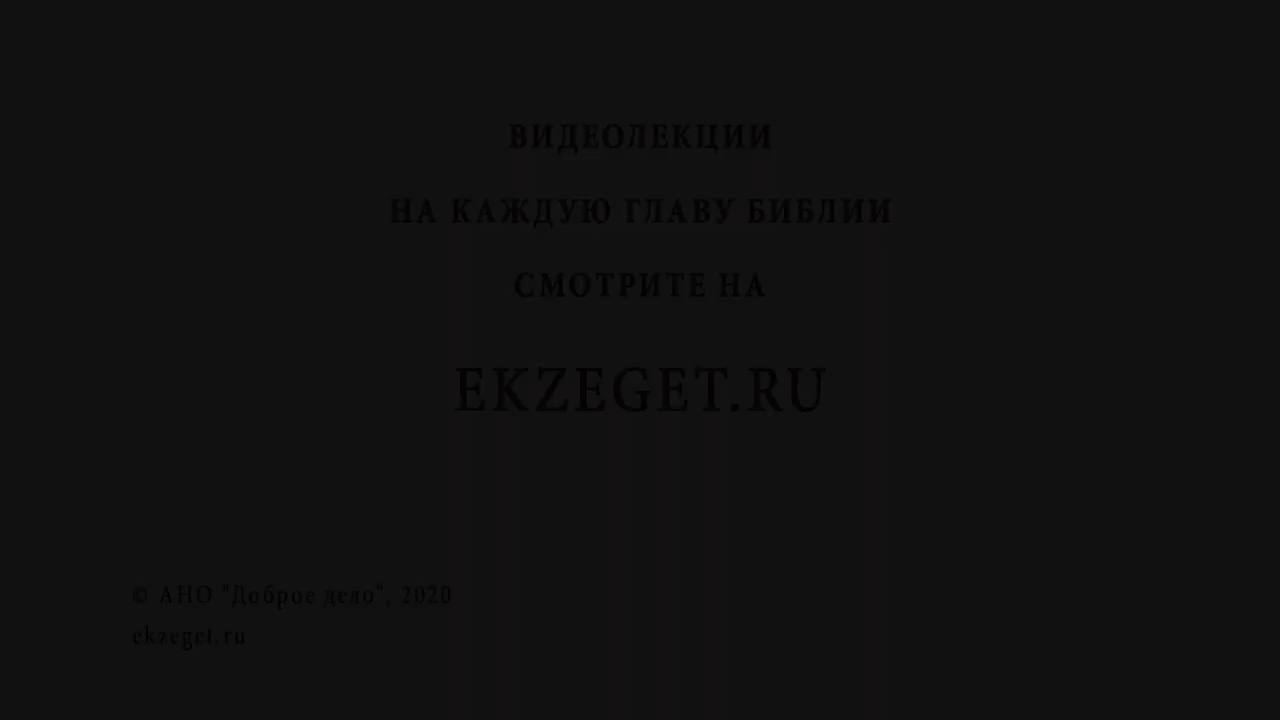 ВИДЕОЛЕКЦИИ
НА КАЖДУЮ ГЛАВУ БИБЛИИ
СМОТРИТЕ НА
EKZEGET.RU
© АНО "Доброе дело", 2020
ekzeget.ru